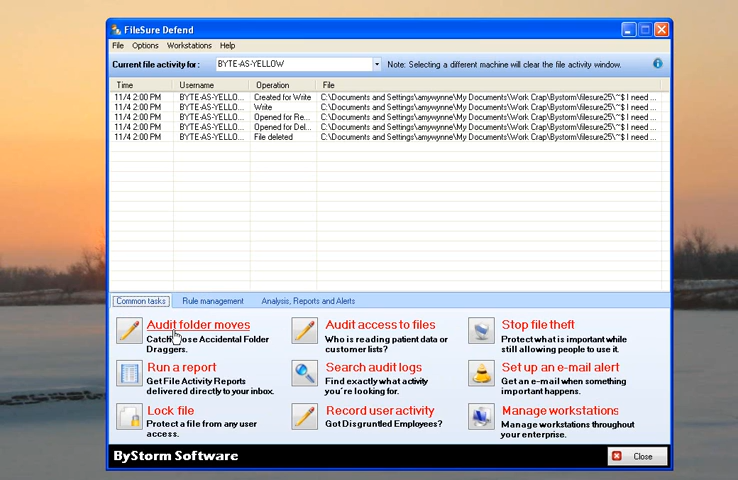 FileSure Defend
File Options Workstations Help
Current file activity for: BYTE-AS-YELLOW Note: Selecting a different machine will clear the file activity window.
Time Username Operation File
11/4 2:00 PM BYTE-AS-YELLO... Created for Write C:\Documents and Settings\amywynne\My Documents\Work Crap\Bystorm\filesure25\~$ I need ...
11/4 2:00 PM BYTE-AS-YELLO... Write C:\Documents and Settings\amywynne\My Documents\Work Crap\Bystorm\filesure25\~$ I need ...
11/4 2:00 PM BYTE-AS-YELLO... Opened for Re... C:\Documents and Settings\amywynne\My Documents\Work Crap\Bystorm\filesure25\~$ I need ...
11/4 2:00 PM BYTE-AS-YELLO... Opened for Del... C:\Documents and Settings\amywynne\My Documents\Work Crap\Bystorm\filesure25\~$ I need ...
11/4 2:00 PM BYTE-AS-YELLO... File deleted C:\Documents and Settings\amywynne\My Documents\Work Crap\Bystorm\filesure25\~$ I need ...
Common tasks Rule management Analysis, Reports and Alerts
Audit folder moves
Catch those Accidental Folder
Draggers.
Audit access to files
Who is reading patient data or
customer lists?
Stop file theft
Protect what is important while
still allowing people to use it.
Run a report
Get File Activity Reports
delivered directly to your inbox.
Search audit logs
Find exactly what activity
you're looking for.
Set up an e-mail alert
Get an e-mail when something
important happens.
Lock file
Protect a file from any user
access.
Record user activity
Got Disgruntled Employees?
Manage workstations
Manage workstations throughout
your enterprise.
ByStorm Software
Close